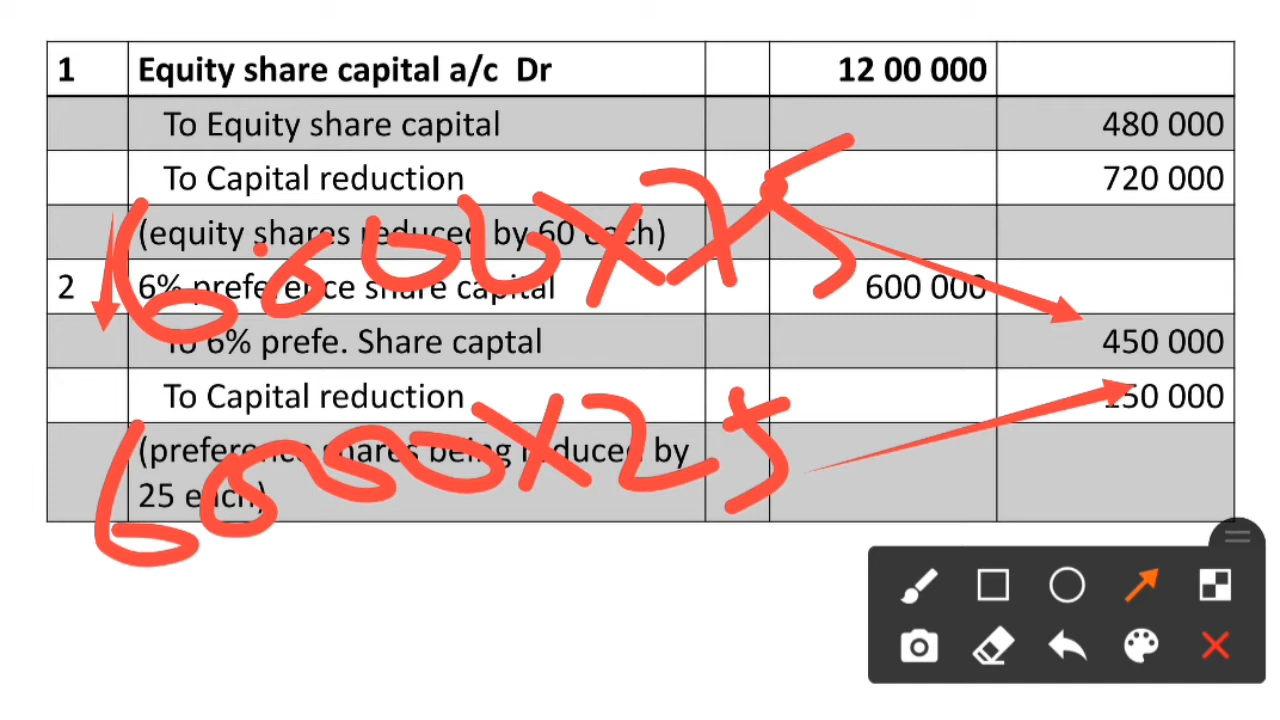 1 Equity share capital a/c Dr 12 00 000
To Equity share capital 480 000
To Capital reduction 720 000
(equity shares reduced by 60 each)
6000x75
2 6% preference share capital 600 000
To 6% prefe. Share captal 450 000
To Capital reduction 150 000
(preference shares being reduced by
25 each)
6000x25